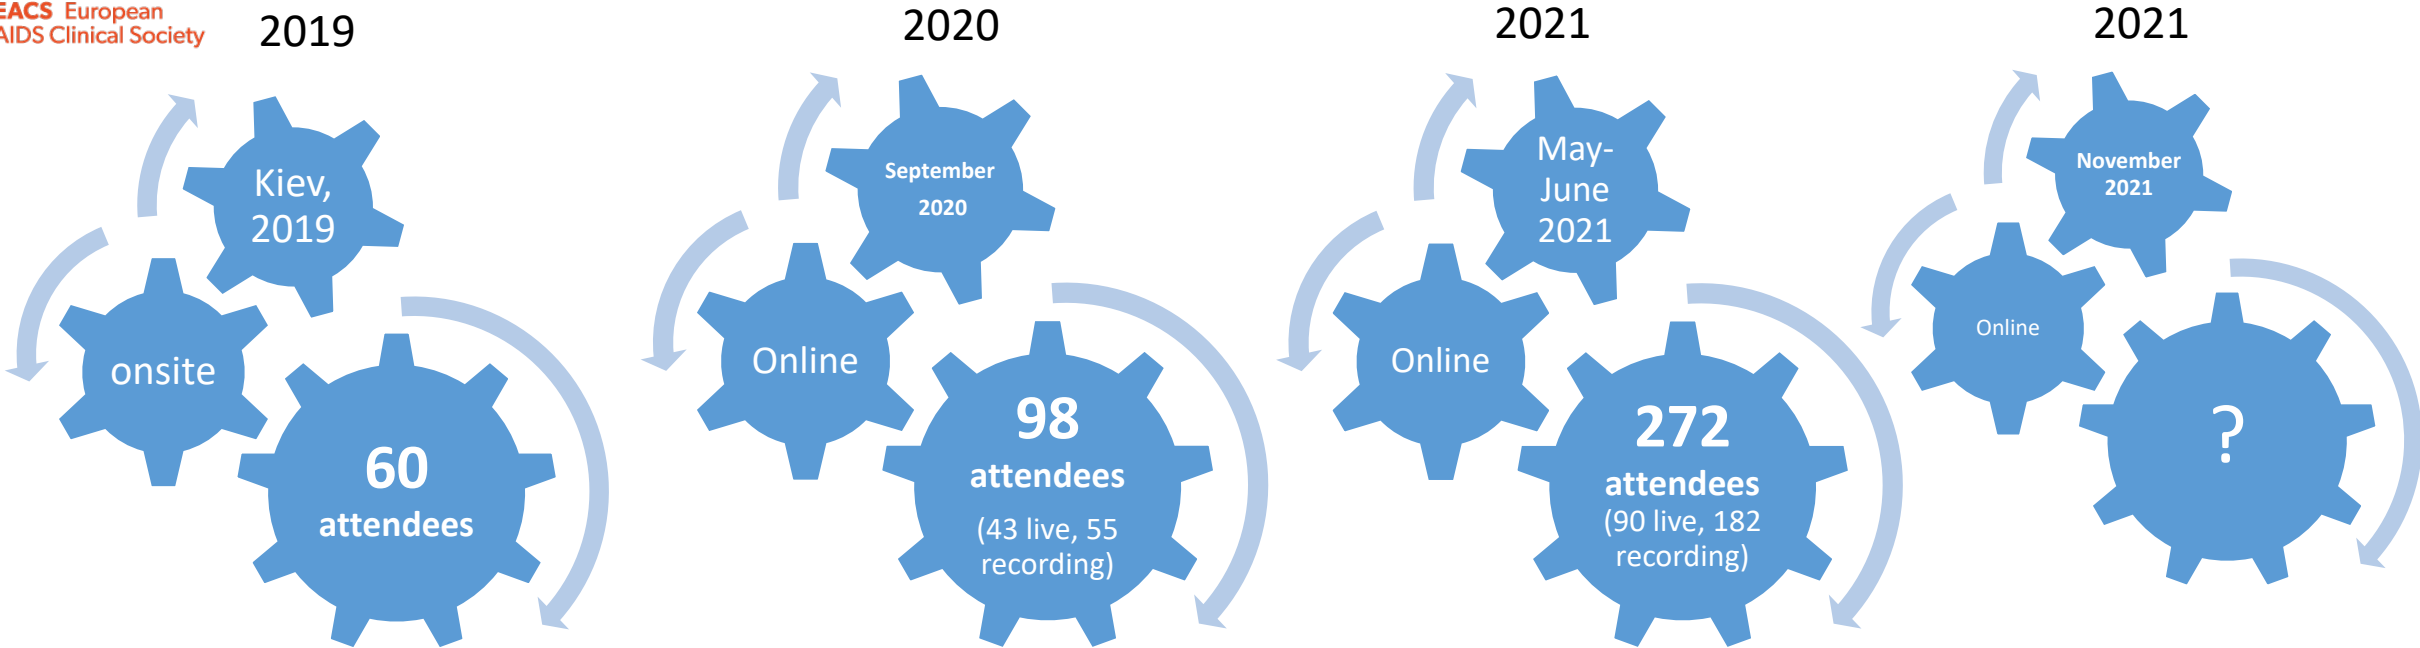 EACS European
AIDS Clinical Society
2019
Kiev,
2019
onsite
60
attendees
2020
September
2020
Online
98
attendees
(43 live, 55
recording)
2021
May-
June
2021
Online
272
attendees
(90 live, 182
recording)
2021
November
2021
Online
?